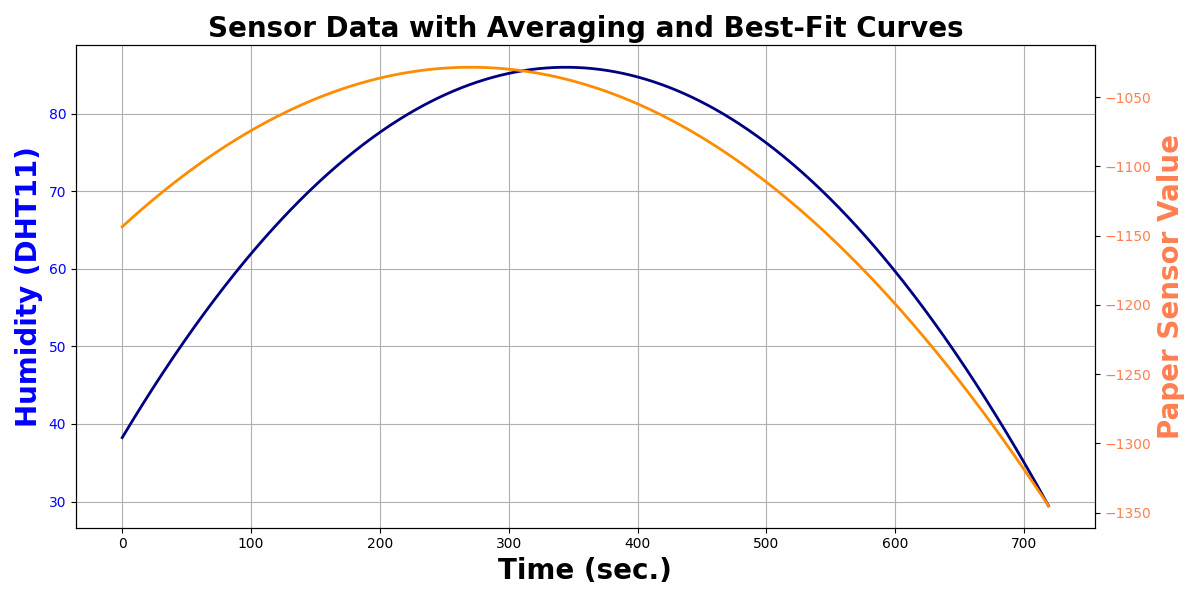 Sensor Data with Averaging and Best-Fit Curves
Humidity (DHT11)
80
70
60
50
40
30
−1050
−1100
−1150
−1200
−1250
−1300
−1350
Paper Sensor Value
0 100 200 300 400 500 600 700
Time (sec.)